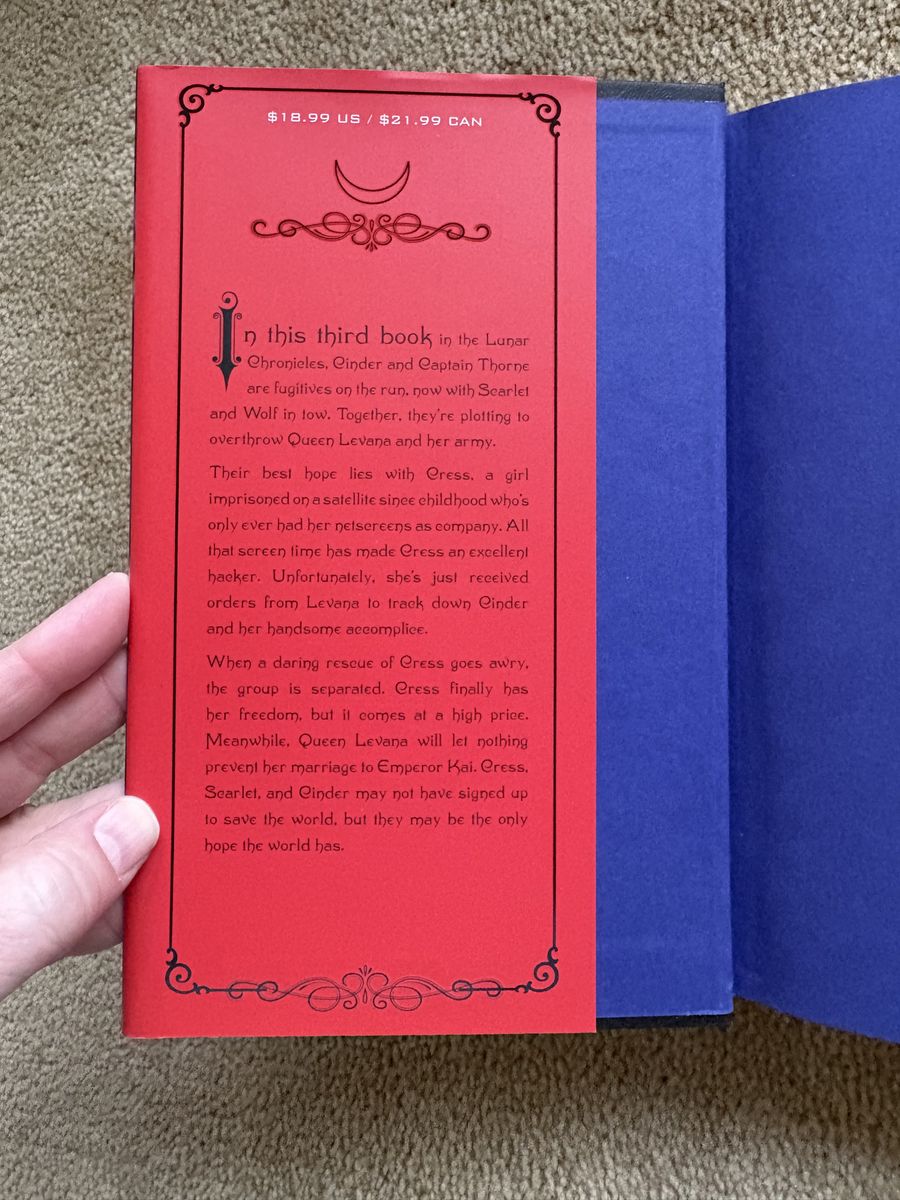 $18.99 US / $21.99 CAN
In this third book in the Lunar
Chronicles, Cinder and Captain Thorne
are fugitives on the run, now with Scarlet
and Wolf in tow. Together, they're plotting to
overthrow Queen Levana and her army.
Their best hope lies with Cress, a girl
imprisoned on a satellite since childhood who's
only ever had her netscreens as company. All
that screen time has made Cress an excellent
hacker. Unfortunately, she's just received
orders from Levana to track down Cinder
and her handsome accomplice.
When a daring rescue of Cress goes awry,
the group is separated. Cress finally has
her freedom, but it comes at a high price.
Meanwhile, Queen Levana will let nothing
prevent her marriage to Emperor Kai. Cress,
Scarlet, and Cinder may not have signed up
to save the world, but they may be the only
hope the world has.